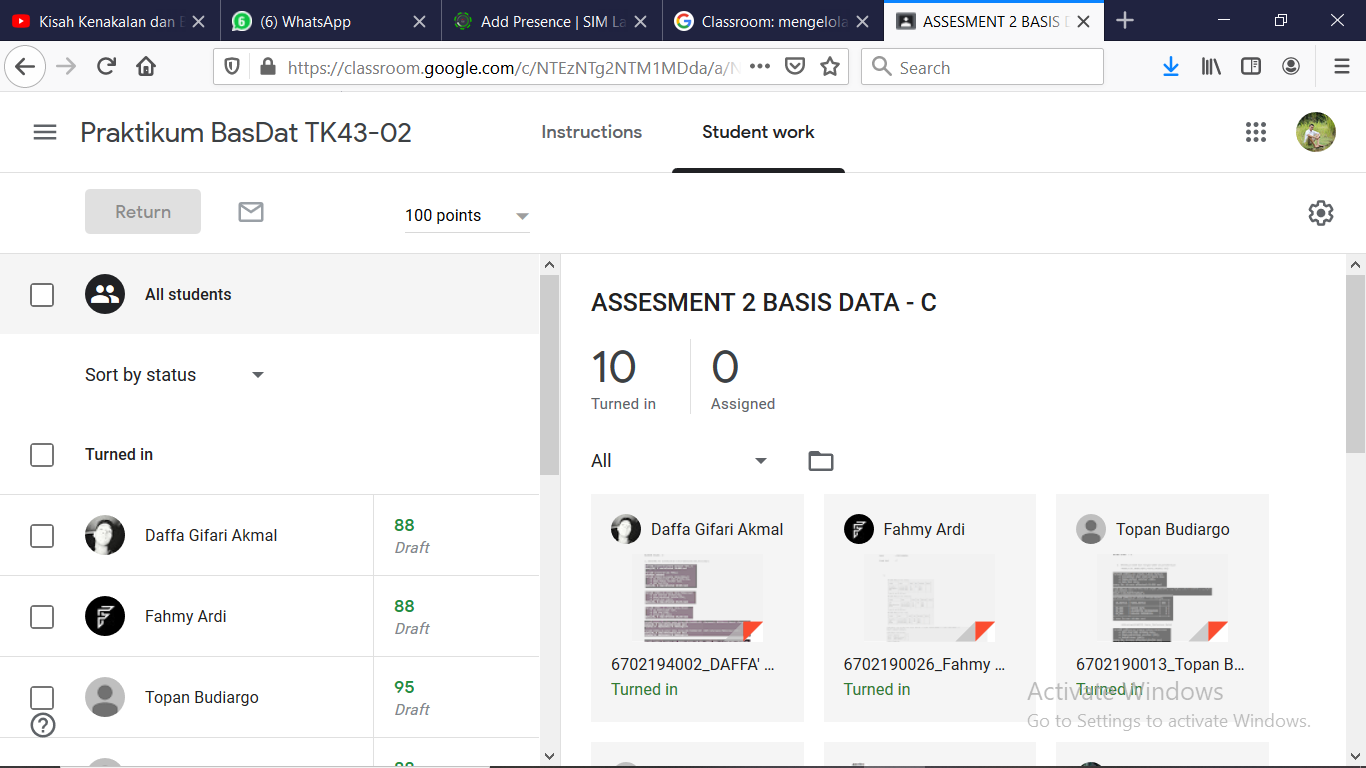 Kisah Kenakalan dan
(6) WhatsApp
Add Presence | SIM La
Classroom: mengelola
ASSESMENT 2 BASIS D
https://classroom.google.com/c/NTEzNTg2NTM1MDda/a/N
Search
Praktikum BasDat TK43-02
Instructions
Student work
Return
100 points
All students
Sort by status
Turned in
Daffa Gifari Akmal
88
Draft
Fahmy Ardi
88
Draft
Topan Budiargo
95
Draft
ASSESMENT 2 BASIS DATA - C
10
Turned in
0
Assigned
All
Daffa Gifari Akmal
6702194002_DAFFA' ...
Turned in
Fahmy Ardi
6702190026_Fahmy ...
Turned in
Topan Budiargo
6702190013_Topan B...
Turned in
Activate Windows
Go to Settings to activate Windows.